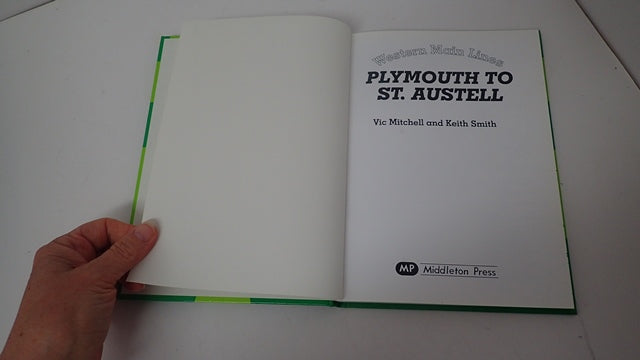 Western Main Lines
PLYMOUTH TO
ST. AUSTELL
Vic Mitchell and Keith Smith
MP Middleton Press